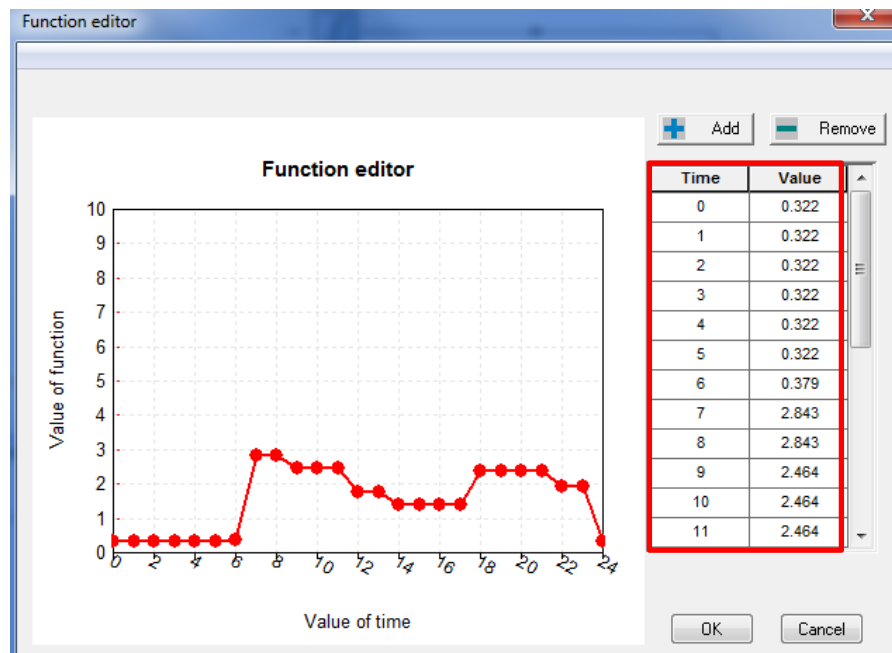 Function editor
Add
Remove
Function editor
Time Value
0 0.322
1 0.322
2 0.322
3 0.322
4 0.322
5 0.322
6 0.379
7 2.843
8 2.843
9 2.464
10 2.464
11 2.464
10
9
8
7
6
5
4
3
2
1
0
Value of function
0 2 4 6 8 10 12 14 16 18 20 22 24
Value of time
OK
Cancel